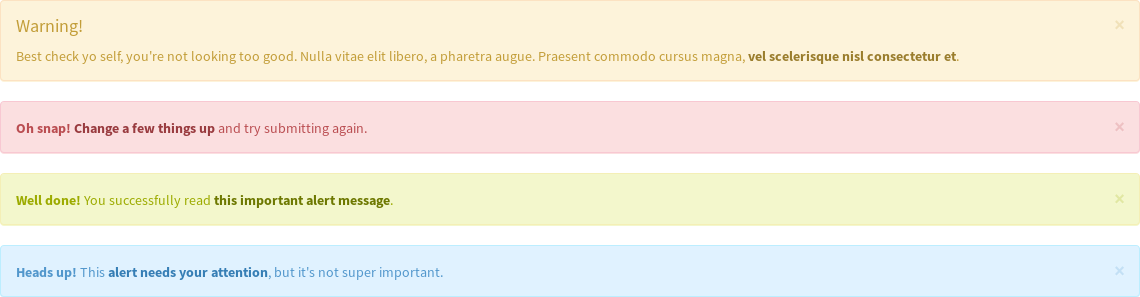 Warning!
×
Best check yo self, you're not looking too good. Nulla vitae elit libero, a pharetra augue. Praesent commodo cursus magna, vel scelerisque nisl consectetur et.
Oh snap! Change a few things up and try submitting again.
×
Well done! You successfully read this important alert message.
×
Heads up! This alert needs your attention, but it's not super important.
×